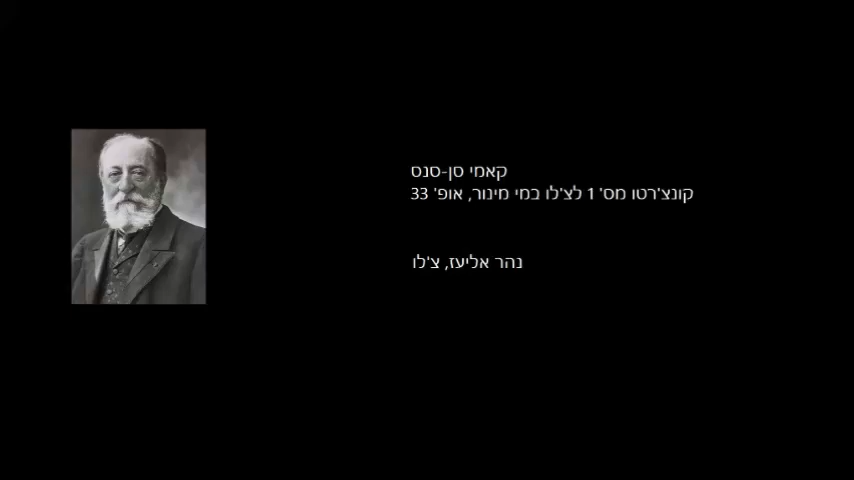 קאמי סן-סנס
קונצ'רטו מס' 1 לצ'לו במי מינור, אופ' 33
נהר אליעז, צ'לו